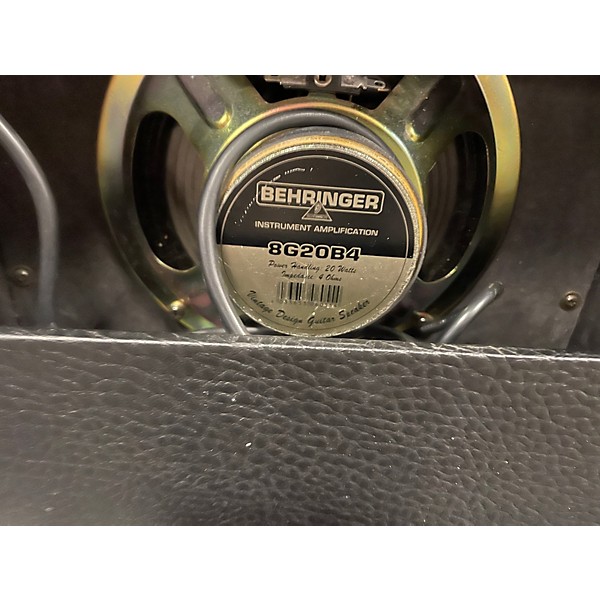 BEHRINGER
INSTRUMENT AMPLIFICATION
8G20B4
Power Handling: 20 Watts
Impedance: 4 Ohms
Vintage Design Guitar Speaker